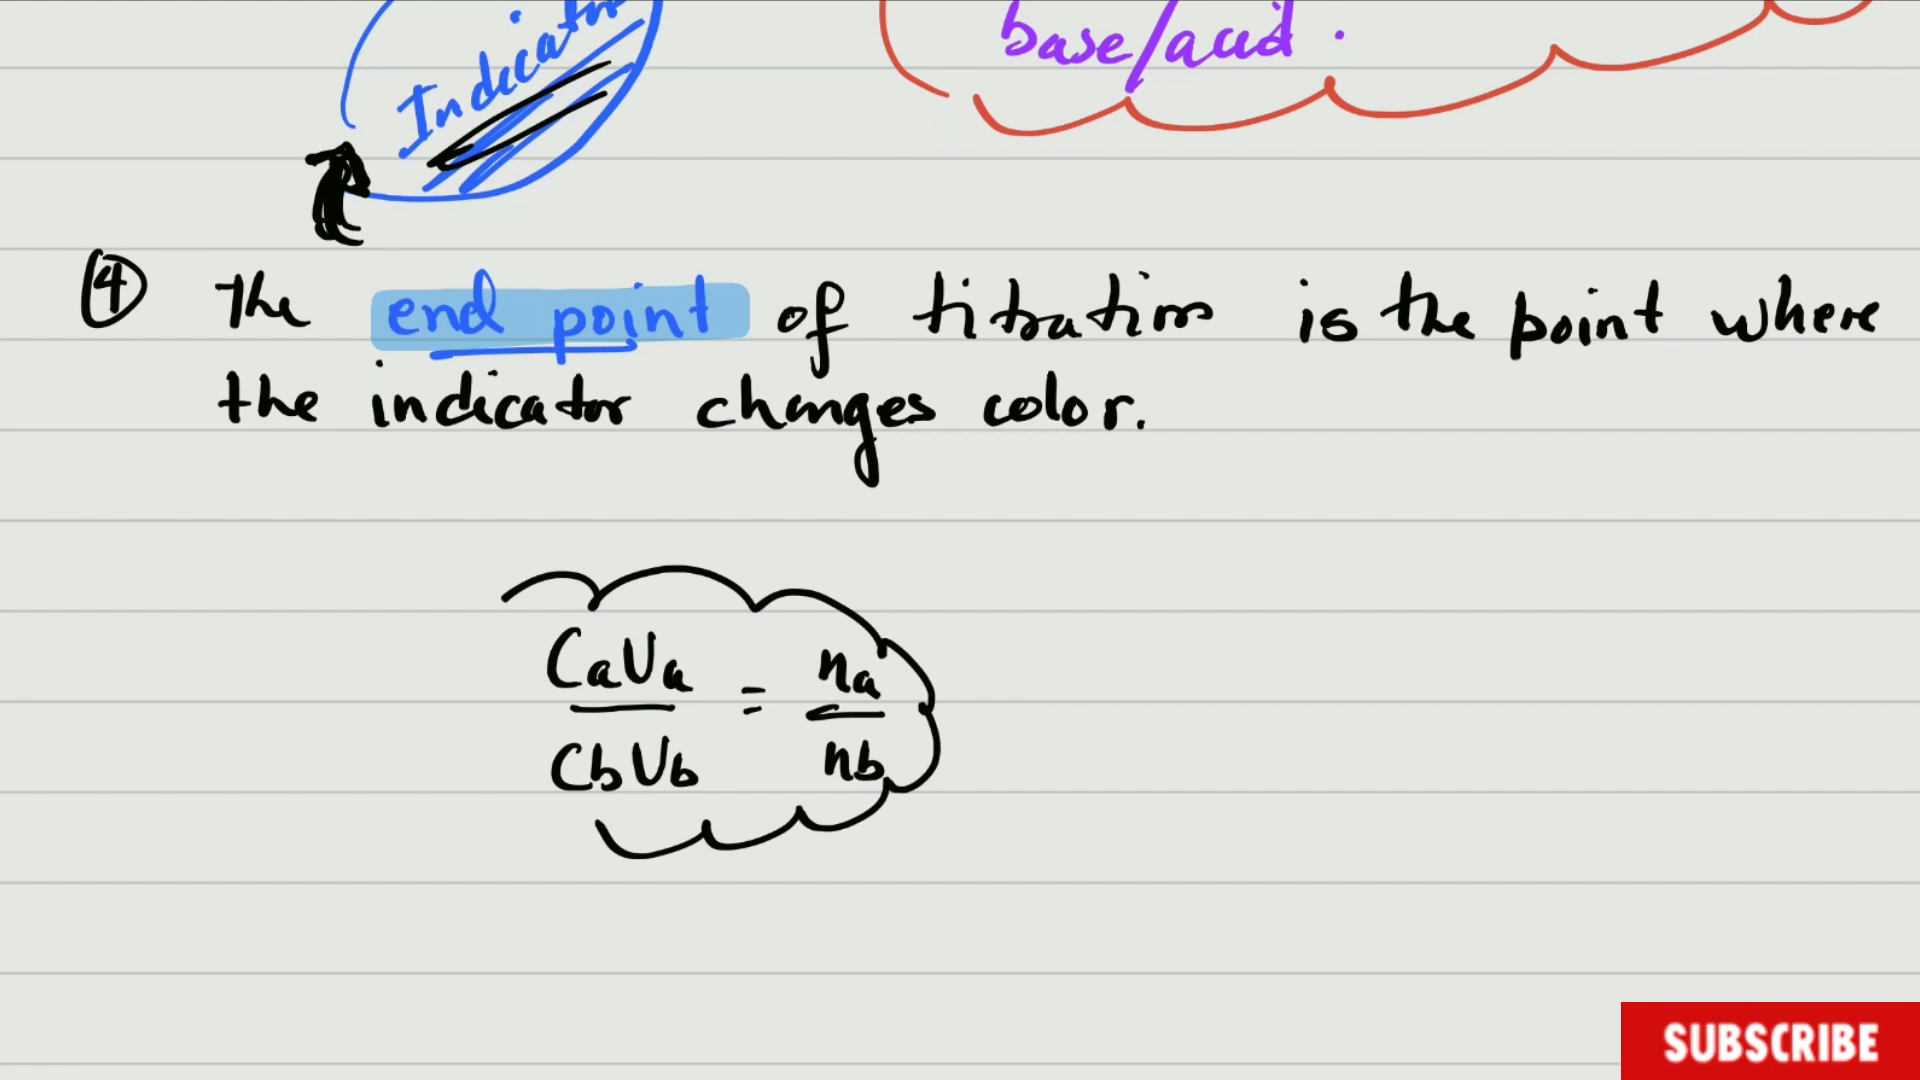 Indicator
base/acid.
④ The end point of titration is the point where
the indicator changes color.
CaVa = na
CbVb nb
SUBSCRIBE